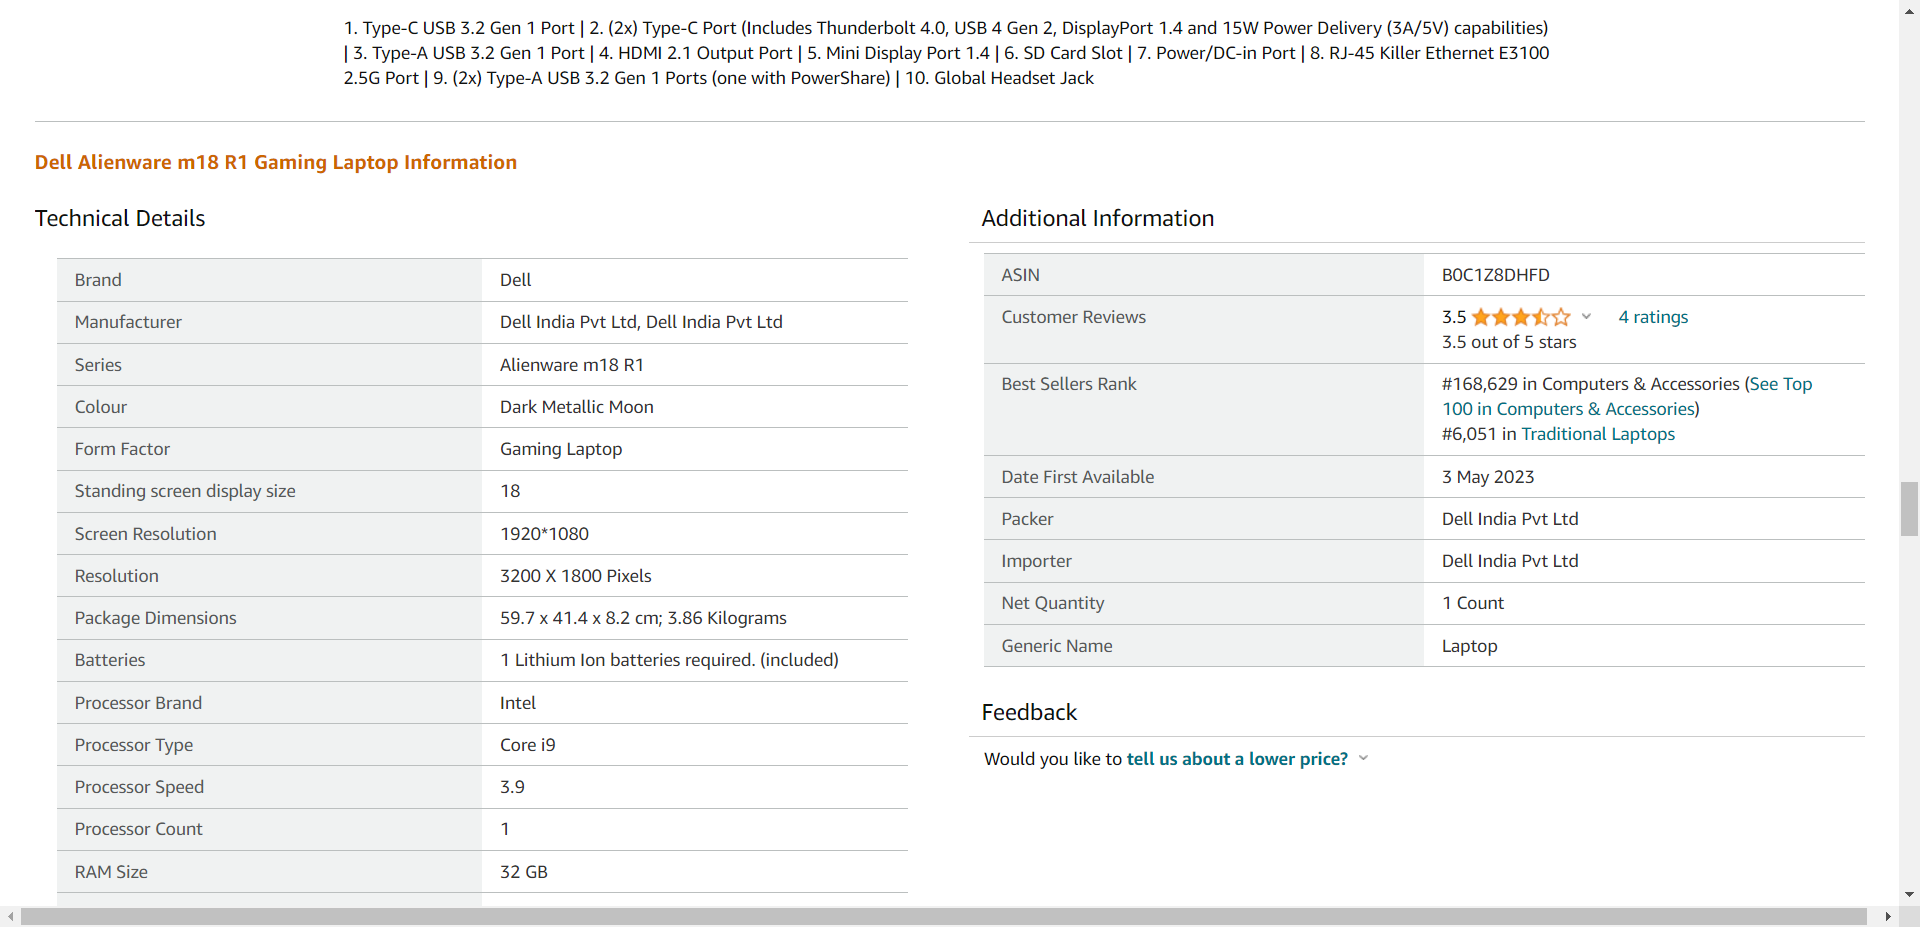 1. Type-C USB 3.2 Gen 1 Port | 2. (2x) Type-C Port (Includes Thunderbolt 4.0, USB 4 Gen 2, DisplayPort 1.4 and 15W Power Delivery (3A/5V) capabilities)
| 3. Type-A USB 3.2 Gen 1 Port | 4. HDMI 2.1 Output Port | 5. Mini Display Port 1.4 | 6. SD Card Slot | 7. Power/DC-in Port | 8. RJ-45 Killer Ethernet E3100
2.5G Port | 9. (2x) Type-A USB 3.2 Gen 1 Ports (one with PowerShare) | 10. Global Headset Jack
Dell Alienware m18 R1 Gaming Laptop Information
Technical Details
Brand Dell
Manufacturer Dell India Pvt Ltd, Dell India Pvt Ltd
Series Alienware m18 R1
Colour Dark Metallic Moon
Form Factor Gaming Laptop
Standing screen display size 18
Screen Resolution 1920*1080
Resolution 3200 X 1800 Pixels
Package Dimensions 59.7 x 41.4 x 8.2 cm; 3.86 Kilograms
Batteries 1 Lithium Ion batteries required. (included)
Processor Brand Intel
Processor Type Core i9
Processor Speed 3.9
Processor Count 1
RAM Size 32 GB
Additional Information
ASIN B0C1Z8DHFD
Customer Reviews 3.5 4 ratings
3.5 out of 5 stars
Best Sellers Rank #168,629 in Computers & Accessories (See Top
100 in Computers & Accessories)
#6,051 in Traditional Laptops
Date First Available 3 May 2023
Packer Dell India Pvt Ltd
Importer Dell India Pvt Ltd
Net Quantity 1 Count
Generic Name Laptop
Feedback
Would you like to tell us about a lower price?